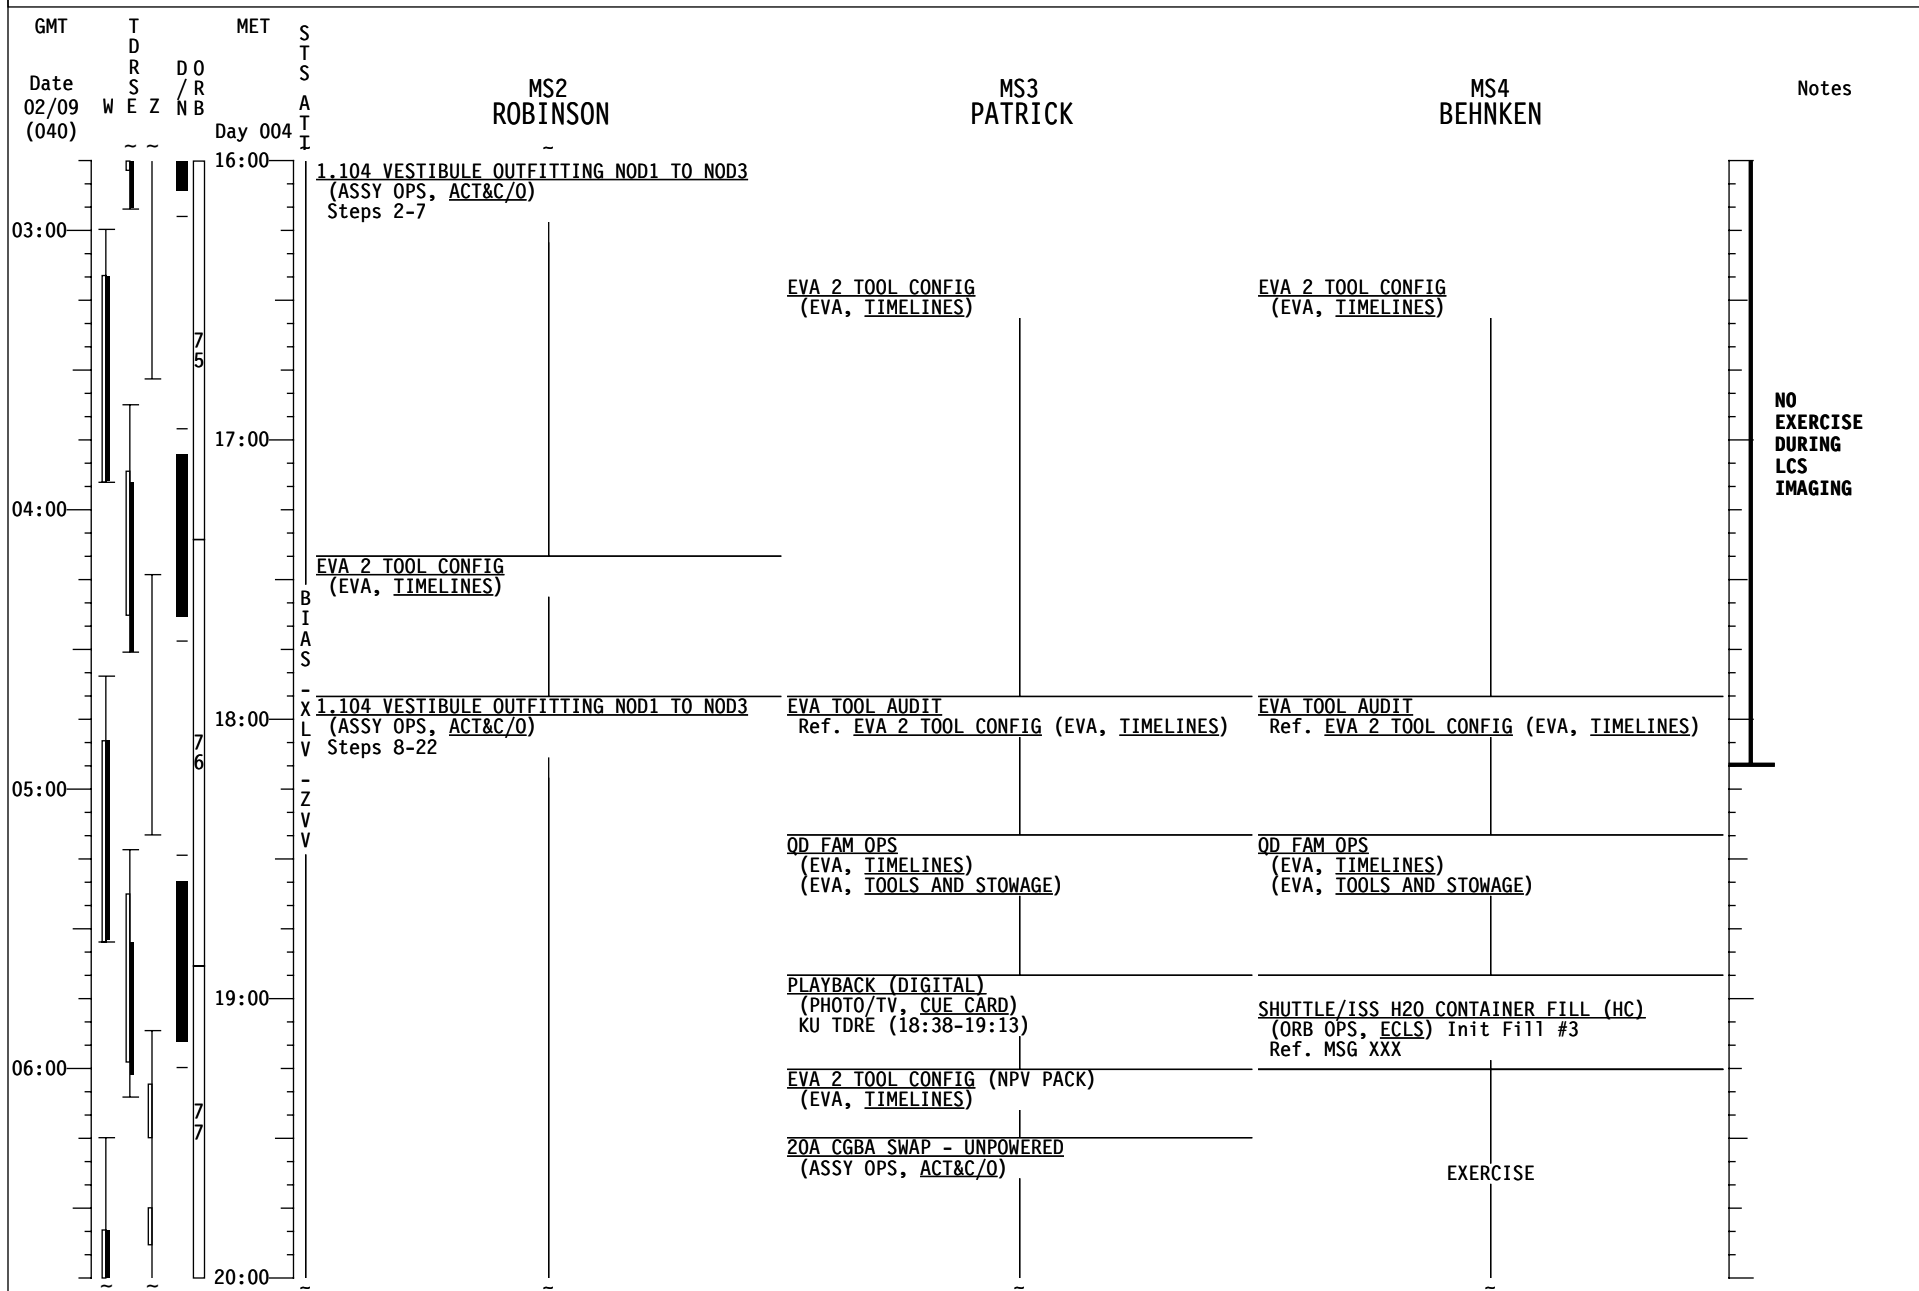 GMT
Date
02/09
(040)
TDRS
W E Z
D/N
ORB
MET
Day 004
STS ATT
MS2
ROBINSON
MS3
PATRICK
MS4
BEHNKEN
Notes
~ ~ ~ ~
16:00
1.104 VESTIBULE OUTFITTING NOD1 TO NOD3
(ASSY OPS, ACT&C/O)
Steps 2-7
03:00
EVA 2 TOOL CONFIG
(EVA, TIMELINES)
EVA 2 TOOL CONFIG
(EVA, TIMELINES)
75
NO
EXERCISE
DURING
LCS
IMAGING
17:00
04:00
EVA 2 TOOL CONFIG
(EVA, TIMELINES)
BIAS -XLV -ZVV
18:00
1.104 VESTIBULE OUTFITTING NOD1 TO NOD3
(ASSY OPS, ACT&C/O)
Steps 8-22
EVA TOOL AUDIT
Ref. EVA 2 TOOL CONFIG (EVA, TIMELINES)
EVA TOOL AUDIT
Ref. EVA 2 TOOL CONFIG (EVA, TIMELINES)
76
05:00
QD FAM OPS
(EVA, TIMELINES)
(EVA, TOOLS AND STOWAGE)
QD FAM OPS
(EVA, TIMELINES)
(EVA, TOOLS AND STOWAGE)
19:00
PLAYBACK (DIGITAL)
(PHOTO/TV, CUE CARD)
KU TDRE (18:38-19:13)
SHUTTLE/ISS H2O CONTAINER FILL (HC)
(ORB OPS, ECLS) Init Fill #3
Ref. MSG XXX
06:00
EVA 2 TOOL CONFIG (NPV PACK)
(EVA, TIMELINES)
77
20A CGBA SWAP - UNPOWERED
(ASSY OPS, ACT&C/O)
EXERCISE
20:00
~ ~ ~ ~ ~ ~